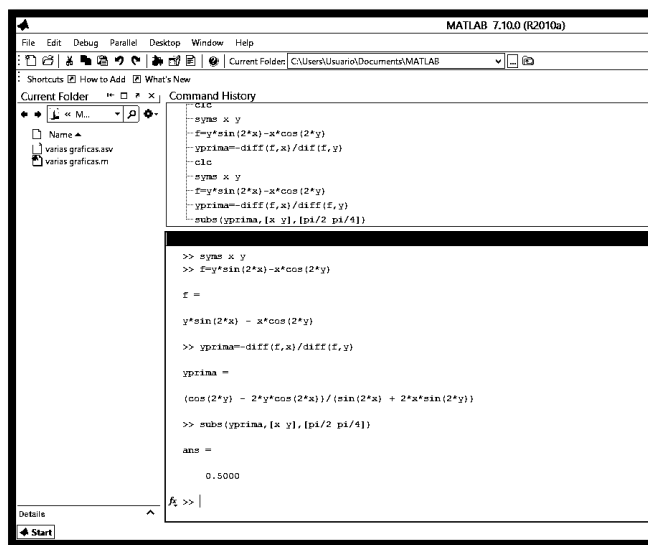 MATLAB 7.10.0 (R2010a)
File Edit Debug Parallel Desktop Window Help
Current Folder: C:\Users\Usuario\Documents\MATLAB
Shortcuts How to Add What's New
Current Folder
« M...
Name
varias graficas.asv
varias graficas.m
Details
Command History
clc
syms x y
f=y*sin(2*x)-x*cos(2*y)
yprima=-diff(f,x)/dif(f,y)
clc
syms x y
f=y*sin(2*x)-x*cos(2*y)
yprima=-diff(f,x)/diff(f,y)
subs(yprima,[x y],[pi/2 pi/4])
>> syms x y
>> f=y*sin(2*x)-x*cos(2*y)
f =
y*sin(2*x) - x*cos(2*y)
>> yprima=-diff(f,x)/diff(f,y)
yprima =
(cos(2*y) - 2*y*cos(2*x))/(sin(2*x) + 2*x*sin(2*y))
>> subs(yprima,[x y],[pi/2 pi/4])
ans =
0.5000
fx >>
Start